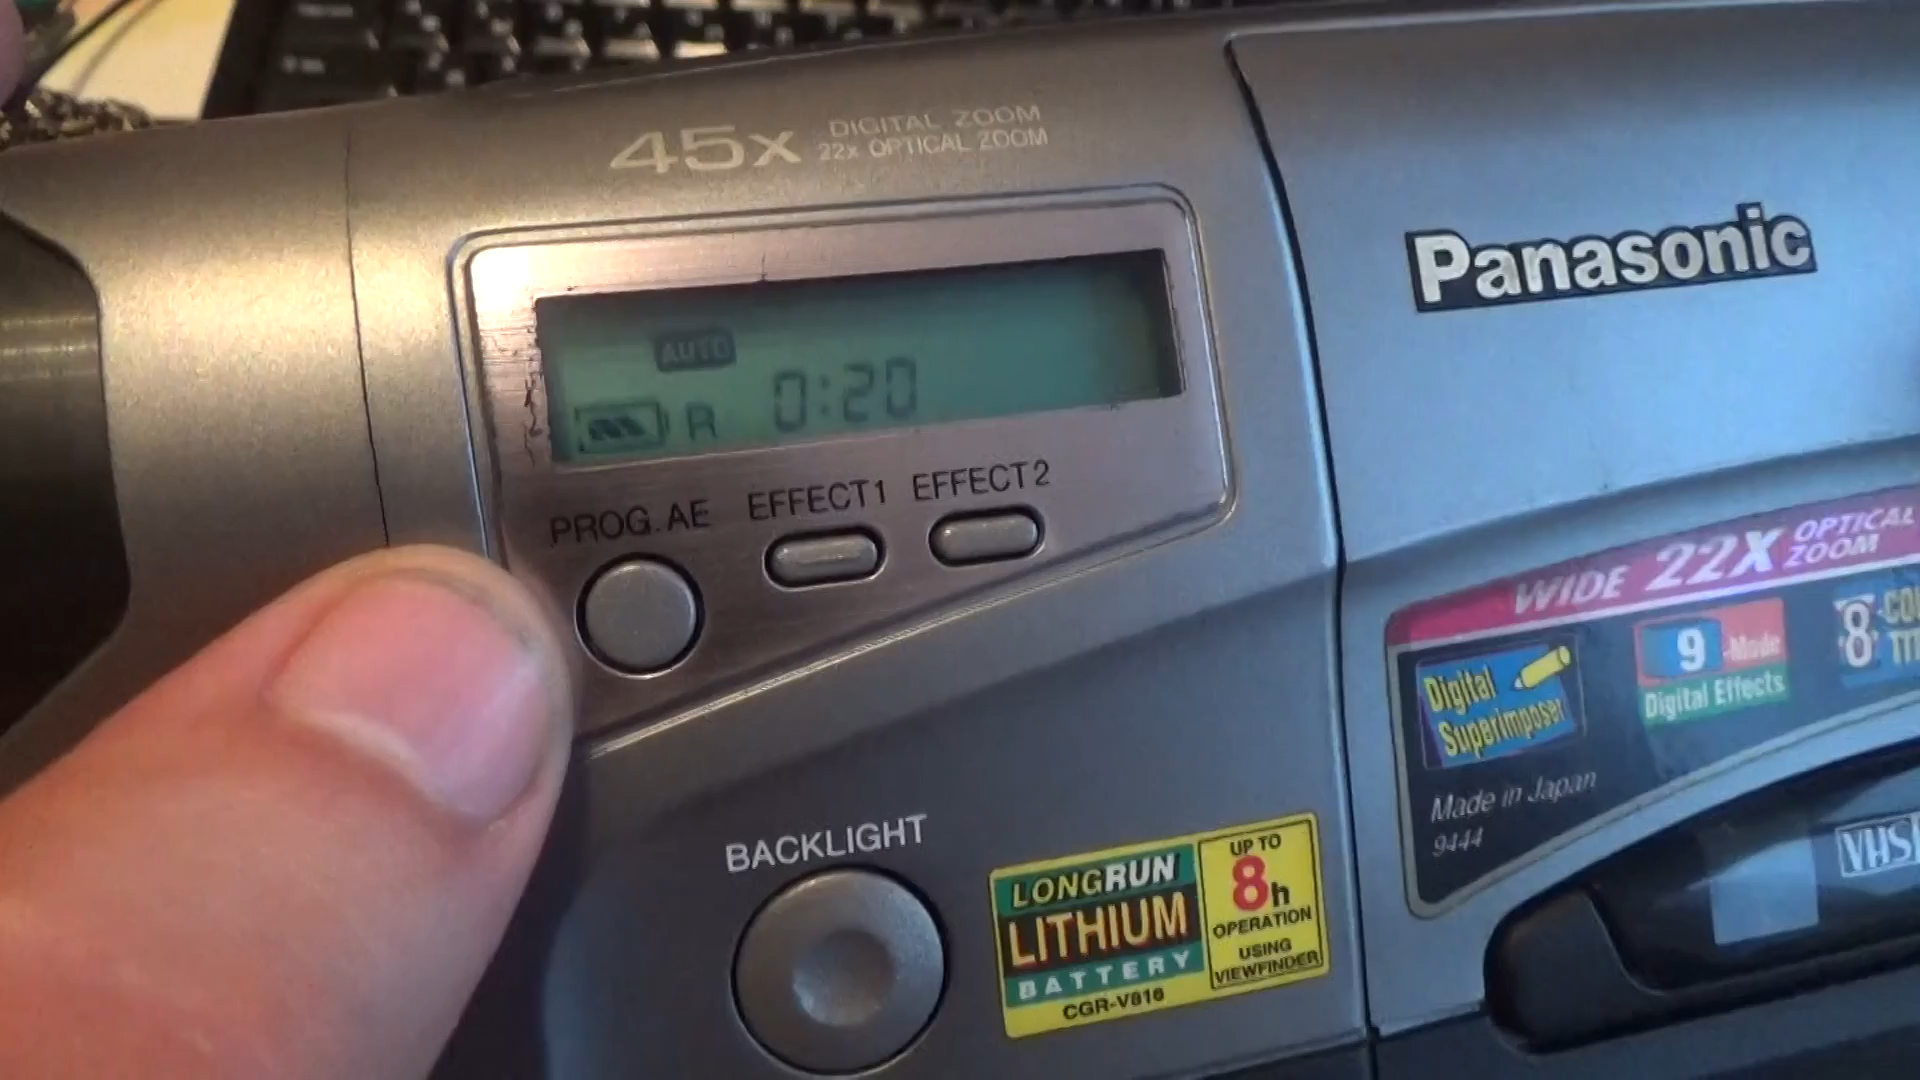 45x DIGITAL ZOOM
22x OPTICAL ZOOM
Panasonic
AUTO
R 0:20
PROG.AE EFFECT1 EFFECT2
WIDE 22X OPTICAL
ZOOM
Digital
Superimposer
9-Mode
Digital Effects
8
Made in Japan
9444
VHS
BACKLIGHT
LONGRUN
LITHIUM
BATTERY
CGR-V816
UP TO
8h
OPERATION
USING
VIEWFINDER